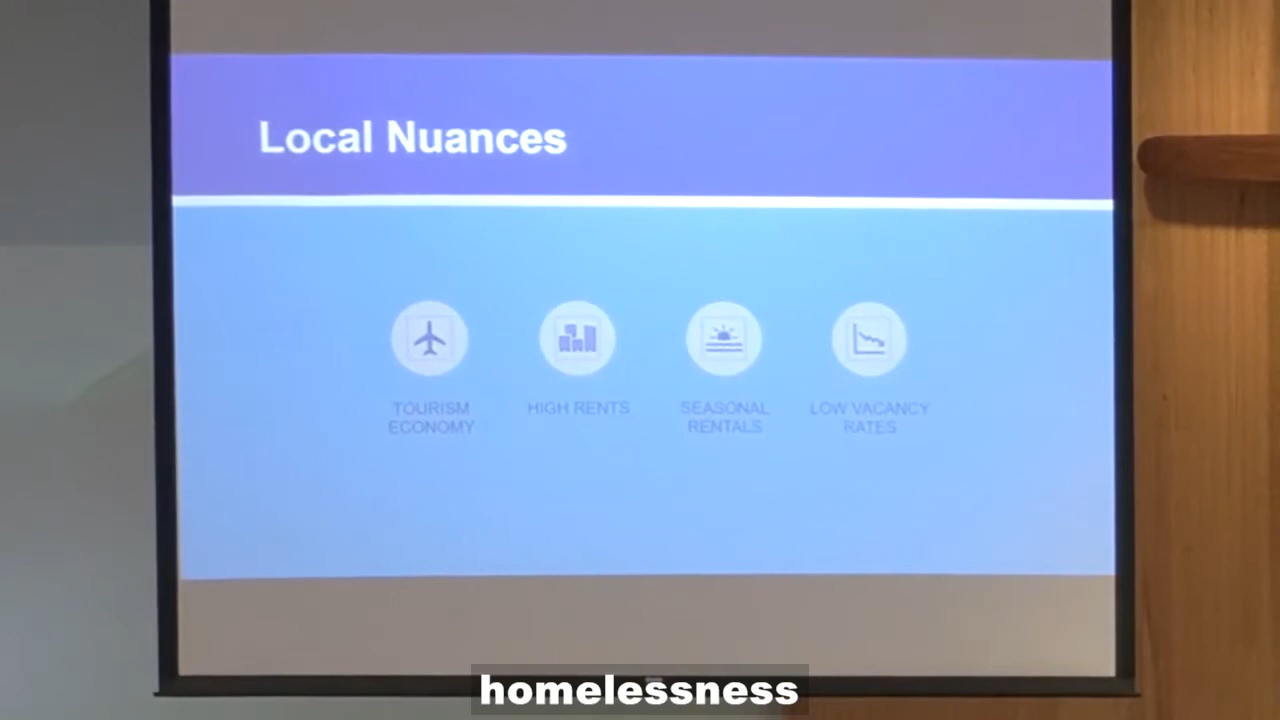 Local Nuances
TOURISM
ECONOMY
HIGH RENTS
SEASONAL
RENTALS
LOW VACANCY
RATES
homelessness